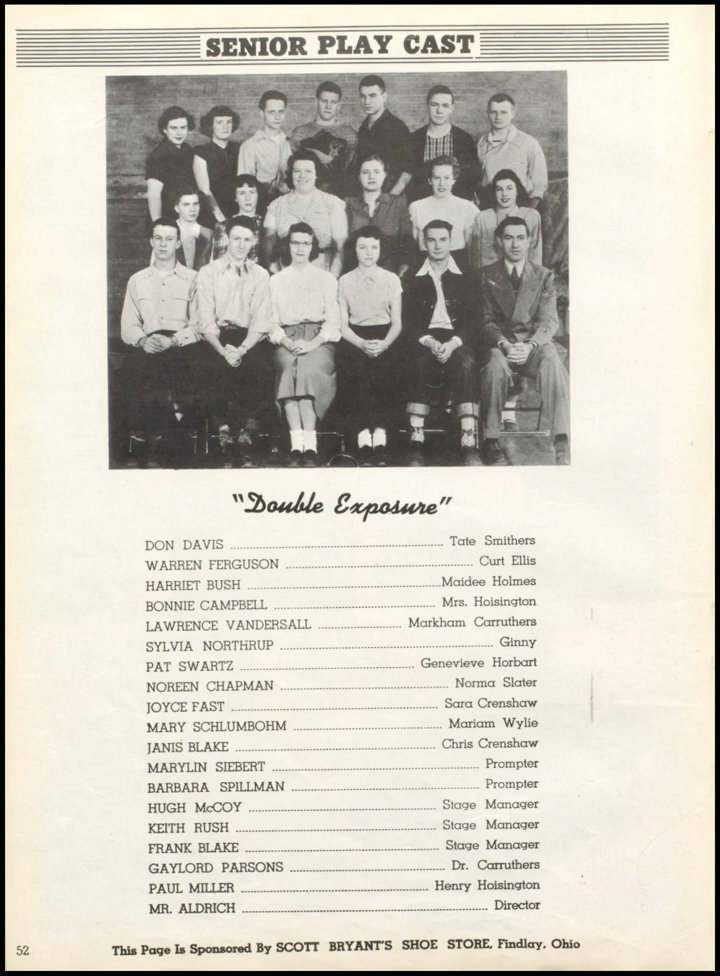 SENIOR PLAY CAST
"Double Exposure"
DON DAVIS ........ Tate Smithers
WARREN FERGUSON ........ Curt Ellis
HARRIET BUSH ........ Maidee Holmes
BONNIE CAMPBELL ........ Mrs. Hoisington
LAWRENCE VANDERSALL ........ Markham Carruthers
SYLVIA NORTHRUP ........ Ginny
PAT SWARTZ ........ Genevieve Horbart
NOREEN CHAPMAN ........ Norma Slater
JOYCE FAST ........ Sara Crenshaw
MARY SCHLUMBOHM ........ Mariam Wylie
JANIS BLAKE ........ Chris Crenshaw
MARYLIN SIEBERT ........ Prompter
BARBARA SPILLMAN ........ Prompter
HUGH McCOY ........ Stage Manager
KEITH RUSH ........ Stage Manager
FRANK BLAKE ........ Stage Manager
GAYLORD PARSONS ........ Dr. Carruthers
PAUL MILLER ........ Henry Hoisington
MR. ALDRICH ........ Director
52 This Page Is Sponsored By SCOTT BRYANT'S SHOE STORE, Findlay, Ohio